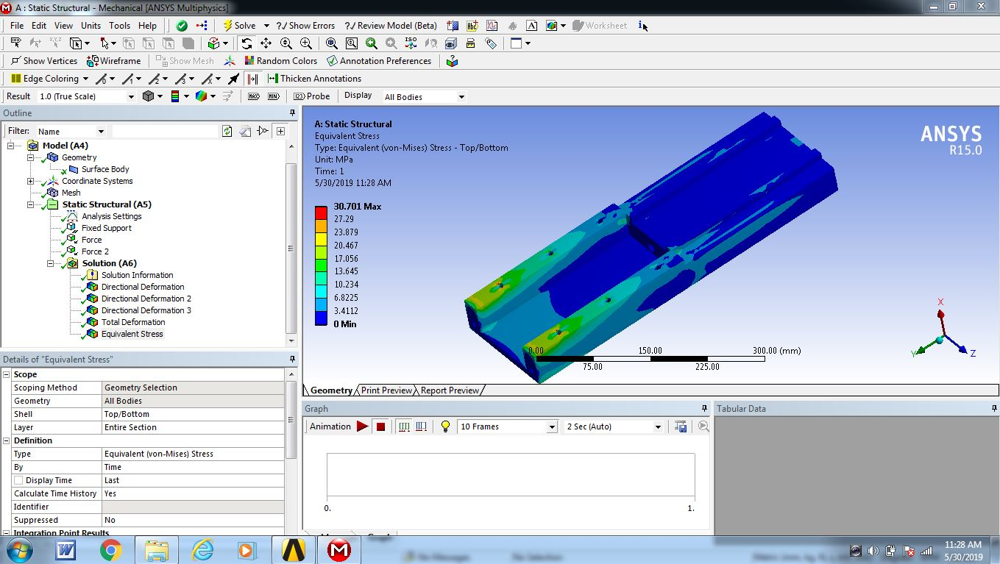 A : Static Structural - Mechanical [ANSYS Multiphysics]
File Edit View Units Tools Help Solve ?/ Show Errors ?/ Review Model (Beta) Worksheet
Show Vertices Wireframe Show Mesh Random Colors Annotation Preferences
Edge Coloring Thicken Annotations
Result 1.0 (True Scale) MAX MIN Probe Display All Bodies
Outline
Filter: Name
Model (A4)
Geometry
Surface Body
Coordinate Systems
Mesh
Static Structural (A5)
Analysis Settings
Fixed Support
Force
Force 2
Solution (A6)
Solution Information
Directional Deformation
Directional Deformation 2
Directional Deformation 3
Total Deformation
Equivalent Stress
Details of "Equivalent Stress"
Scope
Scoping Method Geometry Selection
Geometry All Bodies
Shell Top/Bottom
Layer Entire Section
Definition
Type Equivalent (von-Mises) Stress
By Time
Display Time Last
Calculate Time History Yes
Identifier
Suppressed No
Integration Point Results
A: Static Structural
Equivalent Stress
Type: Equivalent (von-Mises) Stress - Top/Bottom
Unit: MPa
Time: 1
5/30/2019 11:28 AM
30.701 Max
27.29
23.879
20.467
17.056
13.645
10.234
6.8225
3.4112
0 Min
ANSYS
R15.0
X
Y
Z
0.00 150.00 300.00 (mm)
75.00 225.00
Geometry Print Preview Report Preview
Graph
Animation 10 Frames 2 Sec (Auto)
0. 1.
Tabular Data
No Messages No Selection
11:28 AM
5/30/2019